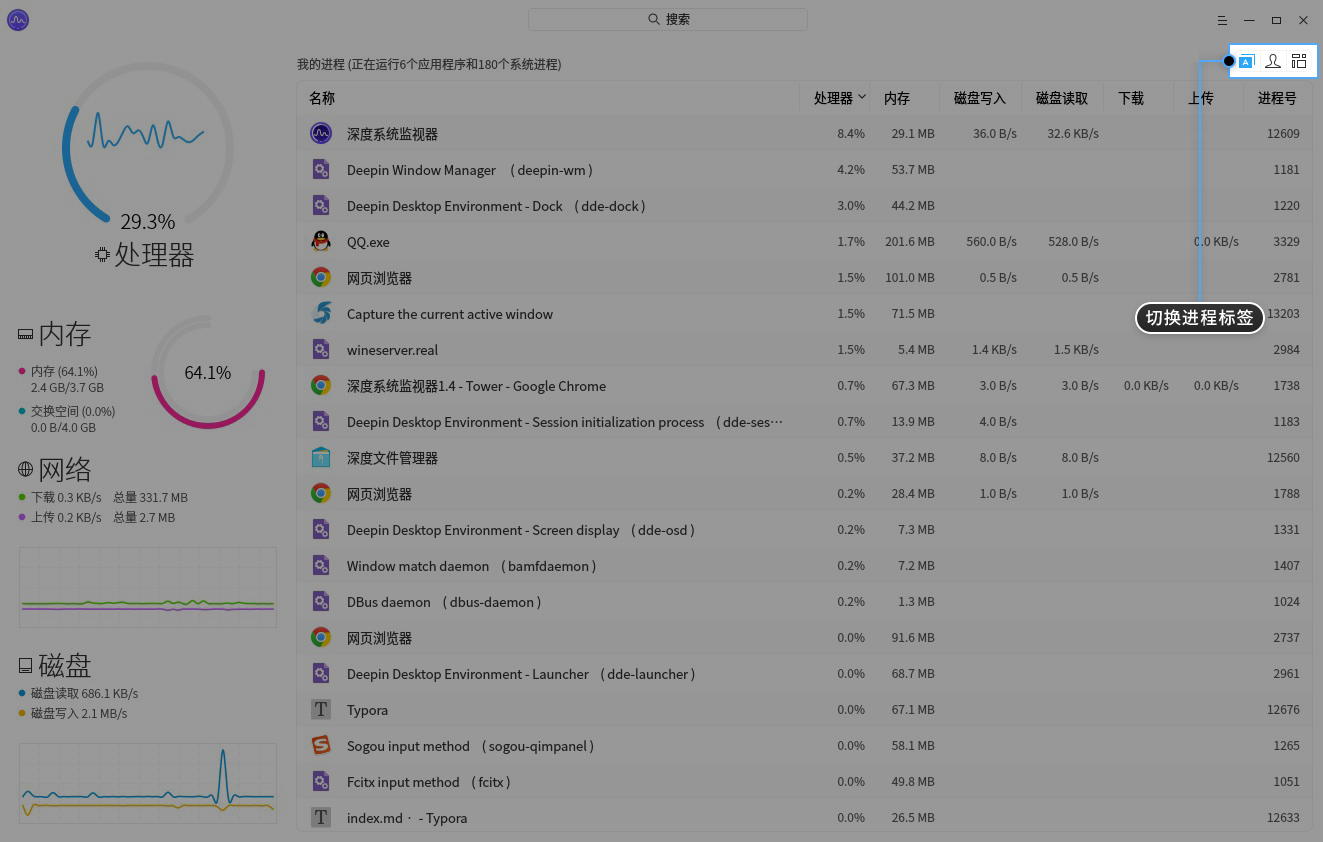 搜索
29.3%
处理器
内存
内存 (64.1%)
2.4 GB/3.7 GB
交换空间 (0.0%)
0.0 B/4.0 GB
64.1%
网络
下载 0.3 KB/s 总量 331.7 MB
上传 0.2 KB/s 总量 2.7 MB
磁盘
磁盘读取 686.1 KB/s
磁盘写入 2.1 MB/s
我的进程 (正在运行6个应用程序和180个系统进程)
名称 处理器 内存 磁盘写入 磁盘读取 下载 上传 进程号
深度系统监视器 8.4% 29.1 MB 36.0 B/s 32.6 KB/s 12609
Deepin Window Manager ( deepin-wm ) 4.2% 53.7 MB 1181
Deepin Desktop Environment - Dock ( dde-dock ) 3.0% 44.2 MB 1220
QQ.exe 1.7% 201.6 MB 560.0 B/s 528.0 B/s 0.0 KB/s 3329
网页浏览器 1.5% 101.0 MB 0.5 B/s 0.5 B/s 2781
Capture the current active window 1.5% 71.5 MB 13203
切换进程标签
wineserver.real 1.5% 5.4 MB 1.4 KB/s 1.5 KB/s 2984
深度系统监视器1.4 - Tower - Google Chrome 0.7% 67.3 MB 3.0 B/s 3.0 B/s 0.0 KB/s 0.0 KB/s 1738
Deepin Desktop Environment - Session initialization process ( dde-ses⋯ 0.7% 13.9 MB 4.0 B/s 1183
深度文件管理器 0.5% 37.2 MB 8.0 B/s 8.0 B/s 12560
网页浏览器 0.2% 28.4 MB 1.0 B/s 1.0 B/s 1788
Deepin Desktop Environment - Screen display ( dde-osd ) 0.2% 7.3 MB 1331
Window match daemon ( bamfdaemon ) 0.2% 7.2 MB 1407
DBus daemon ( dbus-daemon ) 0.2% 1.3 MB 1024
网页浏览器 0.0% 91.6 MB 2737
Deepin Desktop Environment - Launcher ( dde-launcher ) 0.0% 68.7 MB 2961
Typora 0.0% 67.1 MB 12676
Sogou input method ( sogou-qimpanel ) 0.0% 58.1 MB 1265
Fcitx input method ( fcitx ) 0.0% 49.8 MB 1051
index.md · - Typora 0.0% 26.5 MB 12633